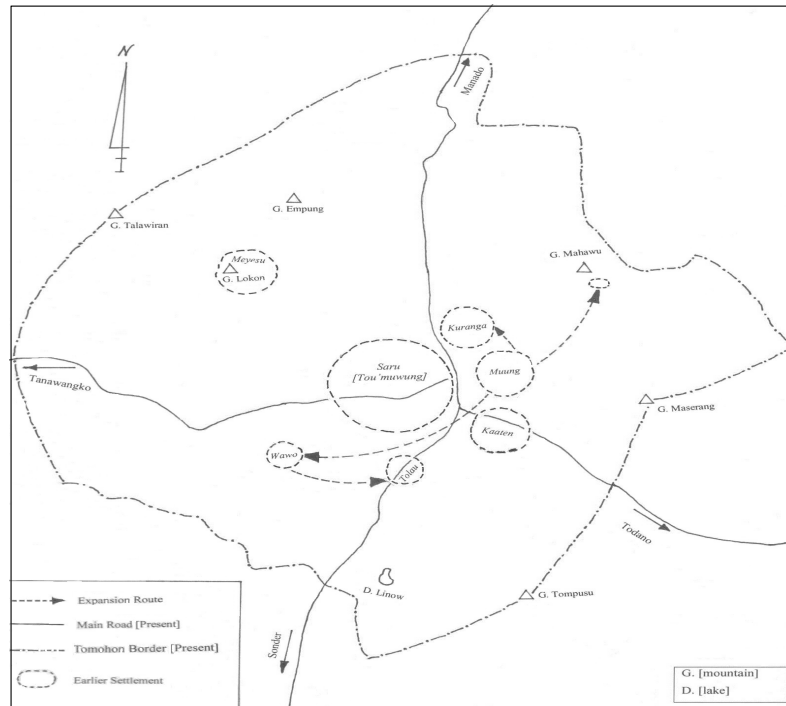 N
Manado
G. Talawiran
G. Empung
Meyesu
G. Lokon
G. Mahawu
Kuranga
Saru
[Tou'muwung]
Muung
Tanawangko
G. Maserang
Kaaten
Wawo
Tolau
Todano
D. Linow
G. Tompusu
Sonder
Expansion Route
Main Road [Present]
Tomohon Border [Present]
Earlier Settlement
G. [mountain]
D. [lake]